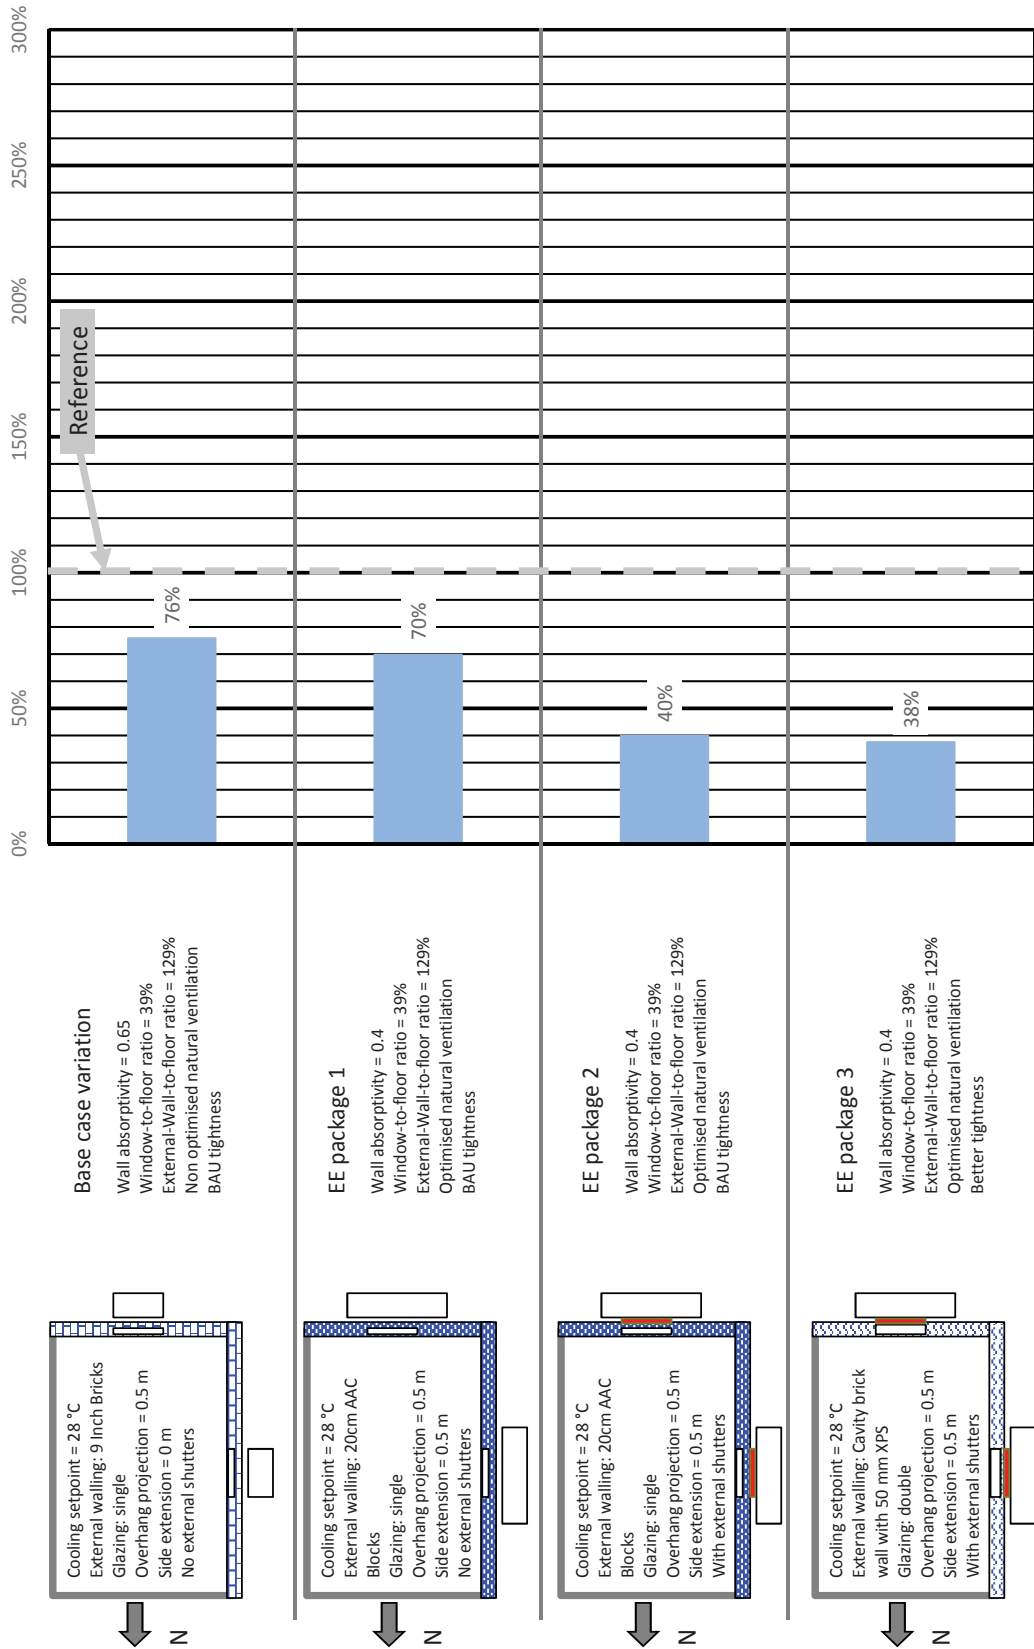 0%
50%
100%
150%
200%
250%
300%
Reference
N
Cooling setpoint = 28 °C
External walling: 9 Inch Bricks
Glazing: single
Overhang projection = 0.5 m
Side extension = 0 m
No external shutters
Base case variation
Wall absorptivity = 0.65
Window-to-floor ratio = 39%
External-Wall-to-floor ratio = 129%
Non optimised natural ventilation
BAU tightness
76%
N
Cooling setpoint = 28 °C
External walling: 20cm AAC
Blocks
Glazing: single
Overhang projection = 0.5 m
Side extension = 0.5 m
No external shutters
EE package 1
Wall absorptivity = 0.4
Window-to-floor ratio = 39%
External-Wall-to-floor ratio = 129%
Optimised natural ventilation
BAU tightness
70%
N
Cooling setpoint = 28 °C
External walling: 20cm AAC
Blocks
Glazing: single
Overhang projection = 0.5 m
Side extension = 0.5 m
With external shutters
EE package 2
Wall absorptivity = 0.4
Window-to-floor ratio = 39%
External-Wall-to-floor ratio = 129%
Optimised natural ventilation
BAU tightness
40%
N
Cooling setpoint = 28 °C
External walling: Cavity brick
wall with 50 mm XPS
Glazing: double
Overhang projection = 0.5 m
Side extension = 0.5 m
With external shutters
EE package 3
Wall absorptivity = 0.4
Window-to-floor ratio = 39%
External-Wall-to-floor ratio = 129%
Optimised natural ventilation
Better tightness
38%